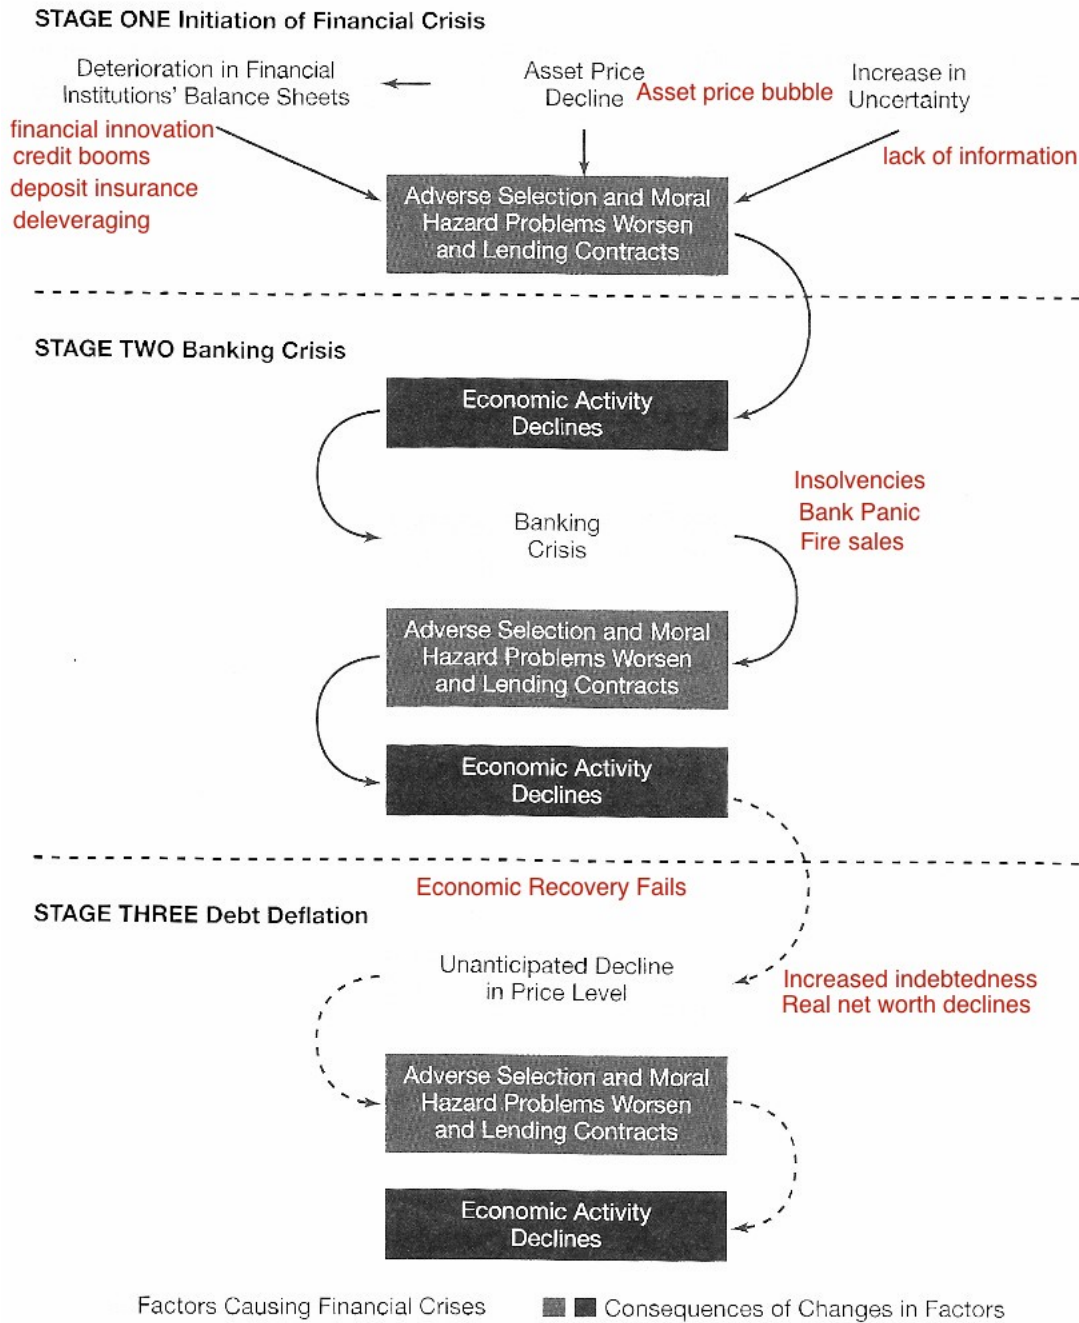 STAGE ONE Initiation of Financial Crisis
Deterioration in Financial
Institutions' Balance Sheets
Asset Price
Decline
Asset price bubble
Increase in
Uncertainty
financial innovation
credit booms
deposit insurance
deleveraging
lack of information
Adverse Selection and Moral
Hazard Problems Worsen
and Lending Contracts
STAGE TWO Banking Crisis
Economic Activity
Declines
Banking
Crisis
Insolvencies
Bank Panic
Fire sales
Adverse Selection and Moral
Hazard Problems Worsen
and Lending Contracts
Economic Activity
Declines
Economic Recovery Fails
STAGE THREE Debt Deflation
Unanticipated Decline
in Price Level
Increased indebtedness
Real net worth declines
Adverse Selection and Moral
Hazard Problems Worsen
and Lending Contracts
Economic Activity
Declines
Factors Causing Financial Crises
Consequences of Changes in Factors